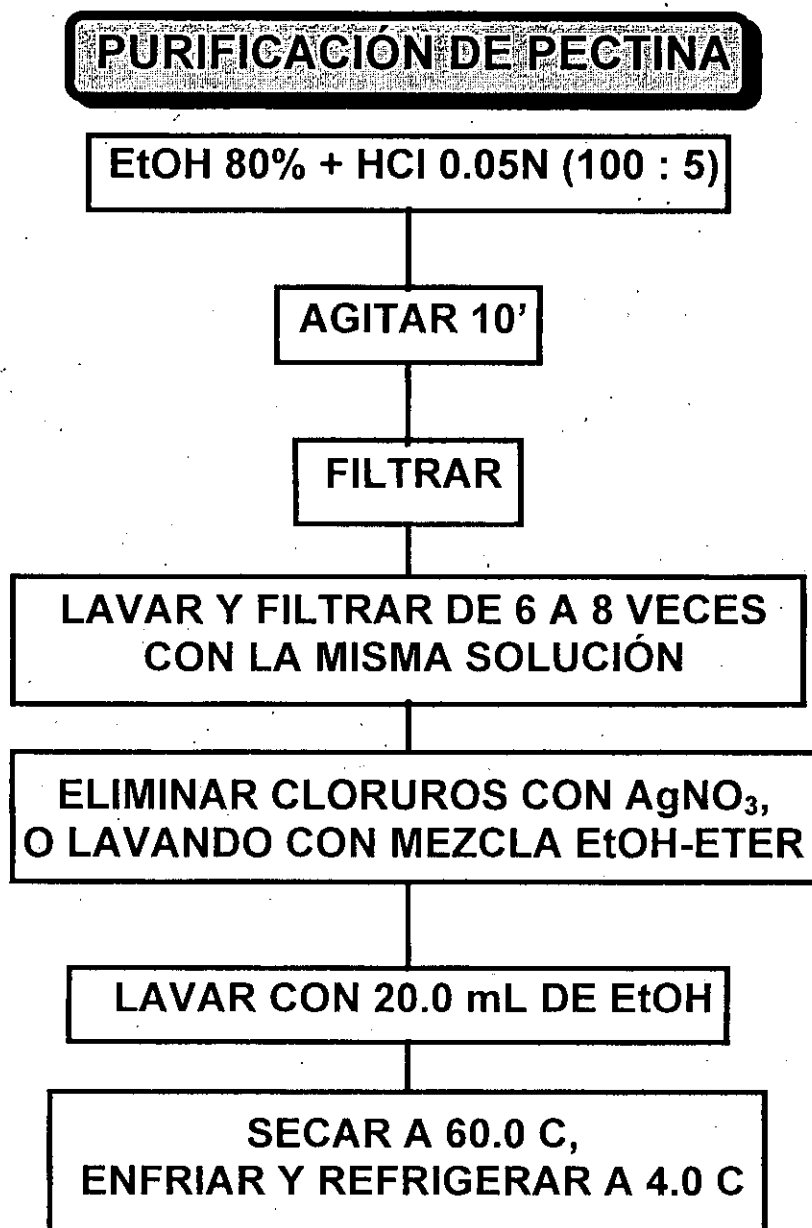 PURIFICACIÓN DE PECTINA
EtOH 80% + HCl 0.05N (100 : 5)
AGITAR 10'
FILTRAR
LAVAR Y FILTRAR DE 6 A 8 VECES
CON LA MISMA SOLUCIÓN
ELIMINAR CLORUROS CON AgNO₃,
O LAVANDO CON MEZCLA EtOH-ETER
LAVAR CON 20.0 mL DE EtOH
SECAR A 60.0 C,
ENFRIAR Y REFRIGERAR A 4.0 C